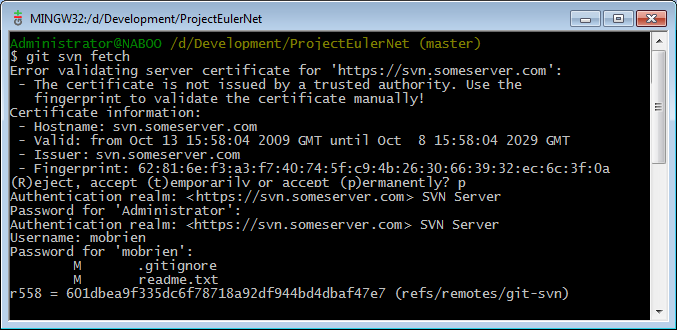 MINGW32:/d/Development/ProjectEulerNet
Administrator@NABOO /d/Development/ProjectEulerNet (master)
$ git svn fetch
Error validating server certificate for 'https://svn.someserver.com':
 - The certificate is not issued by a trusted authority. Use the
   fingerprint to validate the certificate manually!
Certificate information:
 - Hostname: svn.someserver.com
 - Valid: from Oct 13 15:58:04 2009 GMT until Oct  8 15:58:04 2029 GMT
 - Issuer: svn.someserver.com
 - Fingerprint: 62:81:6e:f3:a3:f7:40:74:5f:c9:4b:26:30:66:39:32:ec:6c:3f:0a
(R)eject, accept (t)emporarily or accept (p)ermanently? p
Authentication realm: <https://svn.someserver.com> SVN Server
Password for 'Administrator':
Authentication realm: <https://svn.someserver.com> SVN Server
Username: mobrien
Password for 'mobrien':
        M       .gitignore
        M       readme.txt
r558 = 601dbea9f335dc6f78718a92df944bd4dbaf47e7 (refs/remotes/git-svn)